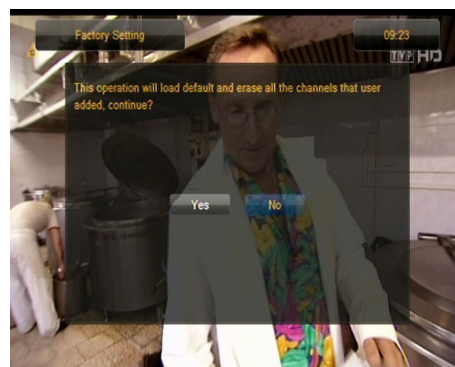 Factory Setting
09:23
TVP HD
This operation will load default and erase all the channels that user
added, continue?
Yes
No